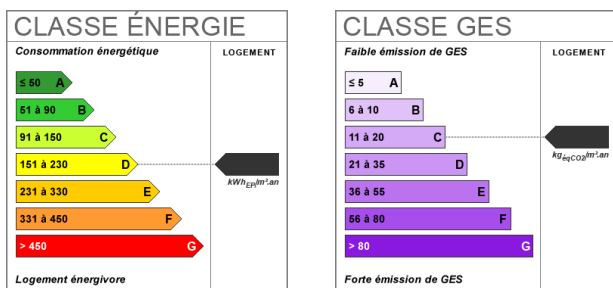 CLASSE ÉNERGIE
Consommation énergétique
LOGEMENT
≤ 50 A
51 à 90 B
91 à 150 C
151 à 230 D
kWhEP/m².an
231 à 330 E
331 à 450 F
> 450 G
Logement énergivore
CLASSE GES
Faible émission de GES
LOGEMENT
≤ 5 A
6 à 10 B
11 à 20 C
kgéqCO2/m².an
21 à 35 D
36 à 55 E
56 à 80 F
> 80 G
Forte émission de GES